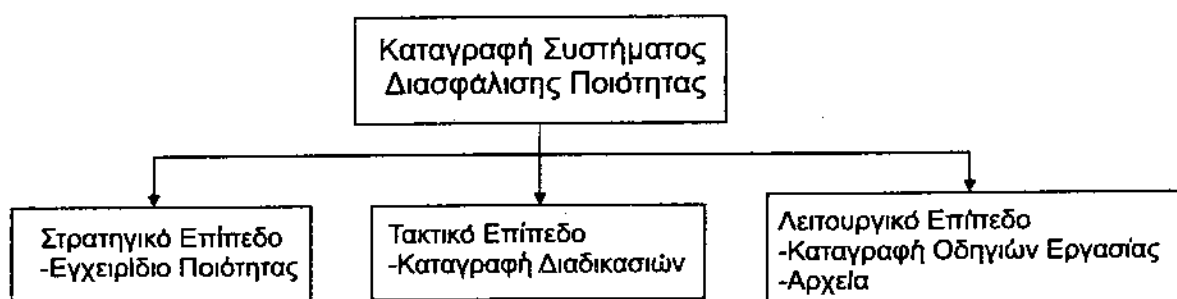 Καταγραφή Συστήματος
Διασφάλισης Ποιότητας
Στρατηγικό Επίπεδο
-Εγχειρίδιο Ποιότητας
Τακτικό Επίπεδο
-Καταγραφή Διαδικασιών
Λειτουργικό Επίπεδο
-Καταγραφή Οδηγιών Εργασίας
-Αρχεία